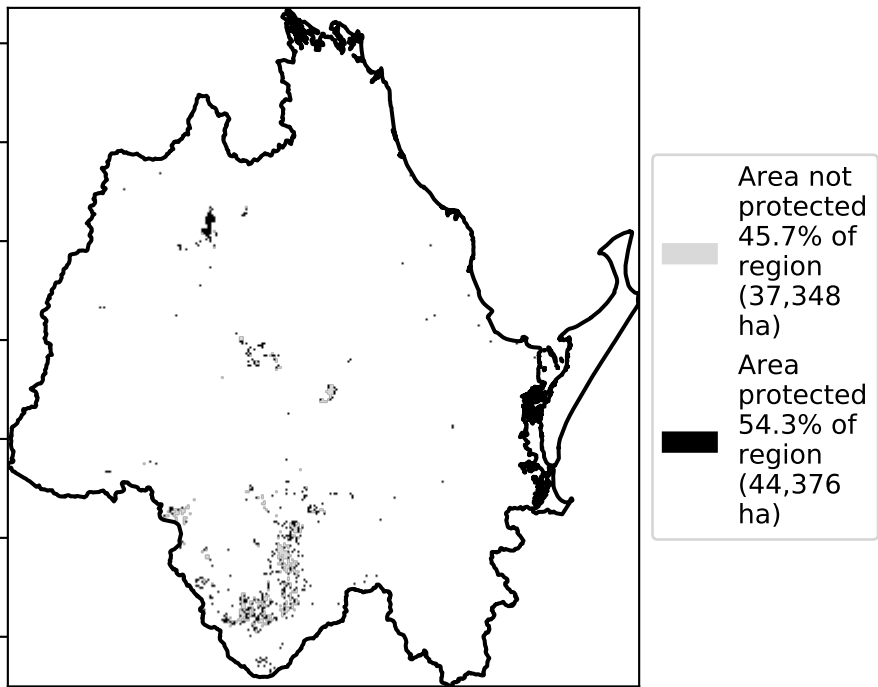 Area not
protected
45.7% of
region
(37,348
ha)
Area
protected
54.3% of
region
(44,376
ha)